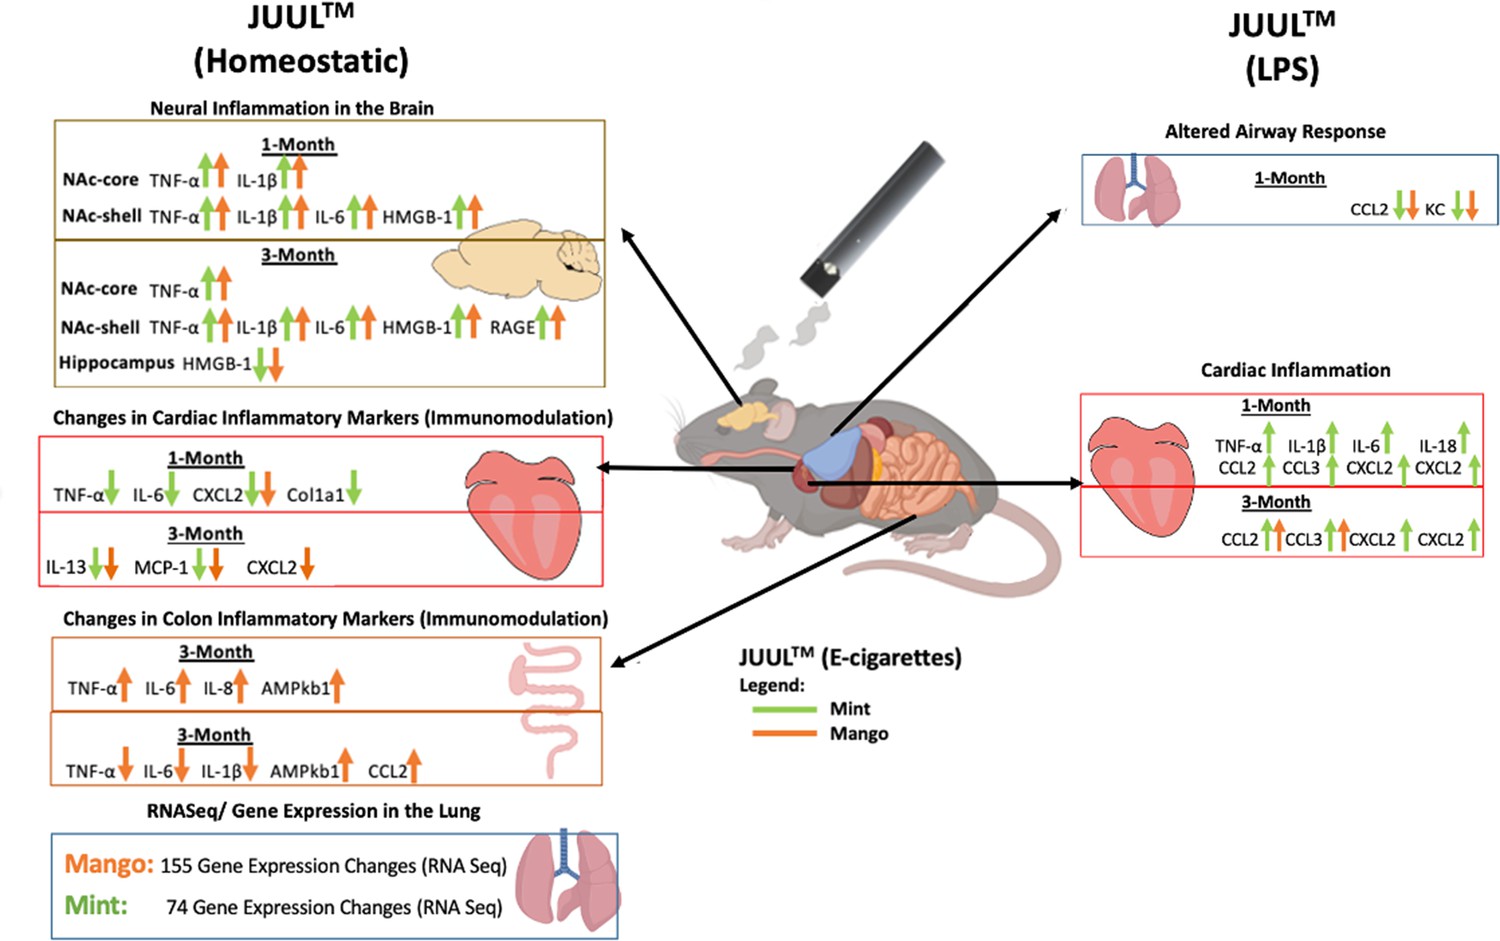 JUUL™
(Homeostatic)
Neural Inflammation in the Brain
1-Month
NAc-core TNF-α IL-1β
NAc-shell TNF-α IL-1β IL-6 HMGB-1
3-Month
NAc-core TNF-α
NAc-shell TNF-α IL-1β IL-6 HMGB-1 RAGE
Hippocampus HMGB-1
Changes in Cardiac Inflammatory Markers (Immunomodulation)
1-Month
TNF-α IL-6 CXCL2 Col1a1
3-Month
IL-13 MCP-1 CXCL2
Changes in Colon Inflammatory Markers (Immunomodulation)
3-Month
TNF-α IL-6 IL-8 AMPkb1
3-Month
TNF-α IL-6 IL-1β AMPkb1 CCL2
RNASeq/ Gene Expression in the Lung
Mango: 155 Gene Expression Changes (RNA Seq)
Mint: 74 Gene Expression Changes (RNA Seq)
JUUL™ (E-cigarettes)
Legend:
Mint
Mango
JUUL™
(LPS)
Altered Airway Response
1-Month
CCL2 KC
Cardiac Inflammation
1-Month
TNF-α IL-1β IL-6 IL-18
CCL2 CCL3 CXCL2 CXCL2
3-Month
CCL2 CCL3 CXCL2 CXCL2